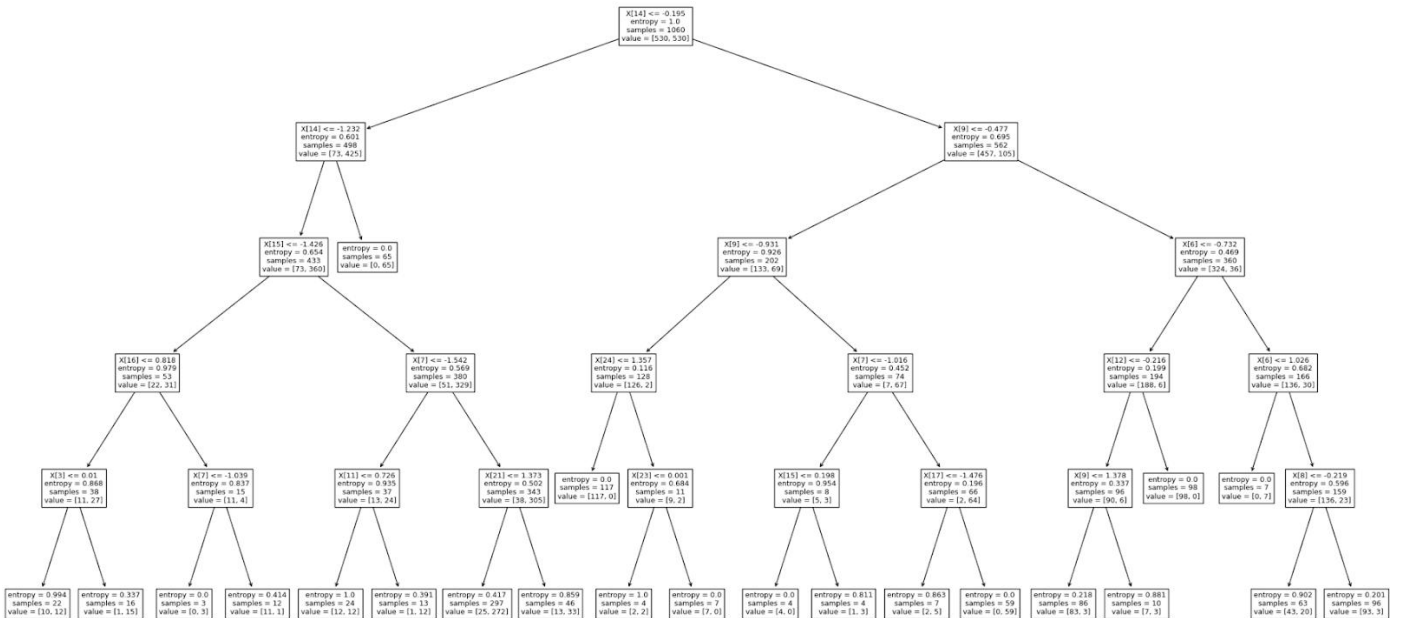 X[14] <= -0.195
entropy = 1.0
samples = 1060
value = [530, 530]
X[14] <= -1.232
entropy = 0.601
samples = 498
value = [73, 425]
X[9] <= -0.477
entropy = 0.695
samples = 562
value = [457, 105]
X[15] <= -1.426
entropy = 0.654
samples = 433
value = [73, 360]
entropy = 0.0
samples = 65
value = [0, 65]
X[9] <= -0.931
entropy = 0.926
samples = 202
value = [133, 69]
X[6] <= -0.732
entropy = 0.469
samples = 360
value = [324, 36]
X[16] <= 0.818
entropy = 0.979
samples = 53
value = [22, 31]
X[7] <= -1.542
entropy = 0.569
samples = 380
value = [51, 329]
X[24] <= 1.357
entropy = 0.116
samples = 128
value = [126, 2]
X[7] <= -1.016
entropy = 0.452
samples = 74
value = [7, 67]
X[12] <= -0.216
entropy = 0.199
samples = 194
value = [188, 6]
X[6] <= 1.026
entropy = 0.682
samples = 166
value = [136, 30]
X[3] <= 0.01
entropy = 0.868
samples = 38
value = [11, 27]
X[7] <= -1.039
entropy = 0.837
samples = 15
value = [11, 4]
X[11] <= 0.726
entropy = 0.935
samples = 37
value = [13, 24]
X[21] <= 1.373
entropy = 0.502
samples = 343
value = [38, 305]
entropy = 0.0
samples = 117
value = [117, 0]
X[23] <= 0.001
entropy = 0.684
samples = 11
value = [9, 2]
X[15] <= 0.198
entropy = 0.954
samples = 8
value = [5, 3]
X[17] <= -1.476
entropy = 0.196
samples = 66
value = [2, 64]
X[9] <= 1.378
entropy = 0.337
samples = 96
value = [90, 6]
entropy = 0.0
samples = 98
value = [98, 0]
entropy = 0.0
samples = 7
value = [0, 7]
X[8] <= -0.219
entropy = 0.596
samples = 159
value = [136, 23]
entropy = 0.994
samples = 22
value = [10, 12]
entropy = 0.337
samples = 16
value = [1, 15]
entropy = 0.0
samples = 3
value = [0, 3]
entropy = 0.414
samples = 12
value = [11, 1]
entropy = 1.0
samples = 24
value = [12, 12]
entropy = 0.391
samples = 13
value = [1, 12]
entropy = 0.417
samples = 297
value = [25, 272]
entropy = 0.859
samples = 46
value = [13, 33]
entropy = 1.0
samples = 4
value = [2, 2]
entropy = 0.0
samples = 7
value = [7, 0]
entropy = 0.0
samples = 4
value = [4, 0]
entropy = 0.811
samples = 4
value = [1, 3]
entropy = 0.863
samples = 7
value = [2, 5]
entropy = 0.0
samples = 59
value = [0, 59]
entropy = 0.218
samples = 86
value = [83, 3]
entropy = 0.881
samples = 10
value = [7, 3]
entropy = 0.902
samples = 63
value = [43, 20]
entropy = 0.201
samples = 96
value = [93, 3]